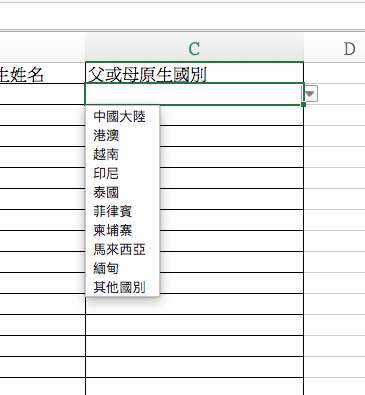 C
D
生姓名
父或母原生國別
中國大陸
港澳
越南
印尼
泰國
菲律賓
柬埔寨
馬來西亞
緬甸
其他國別